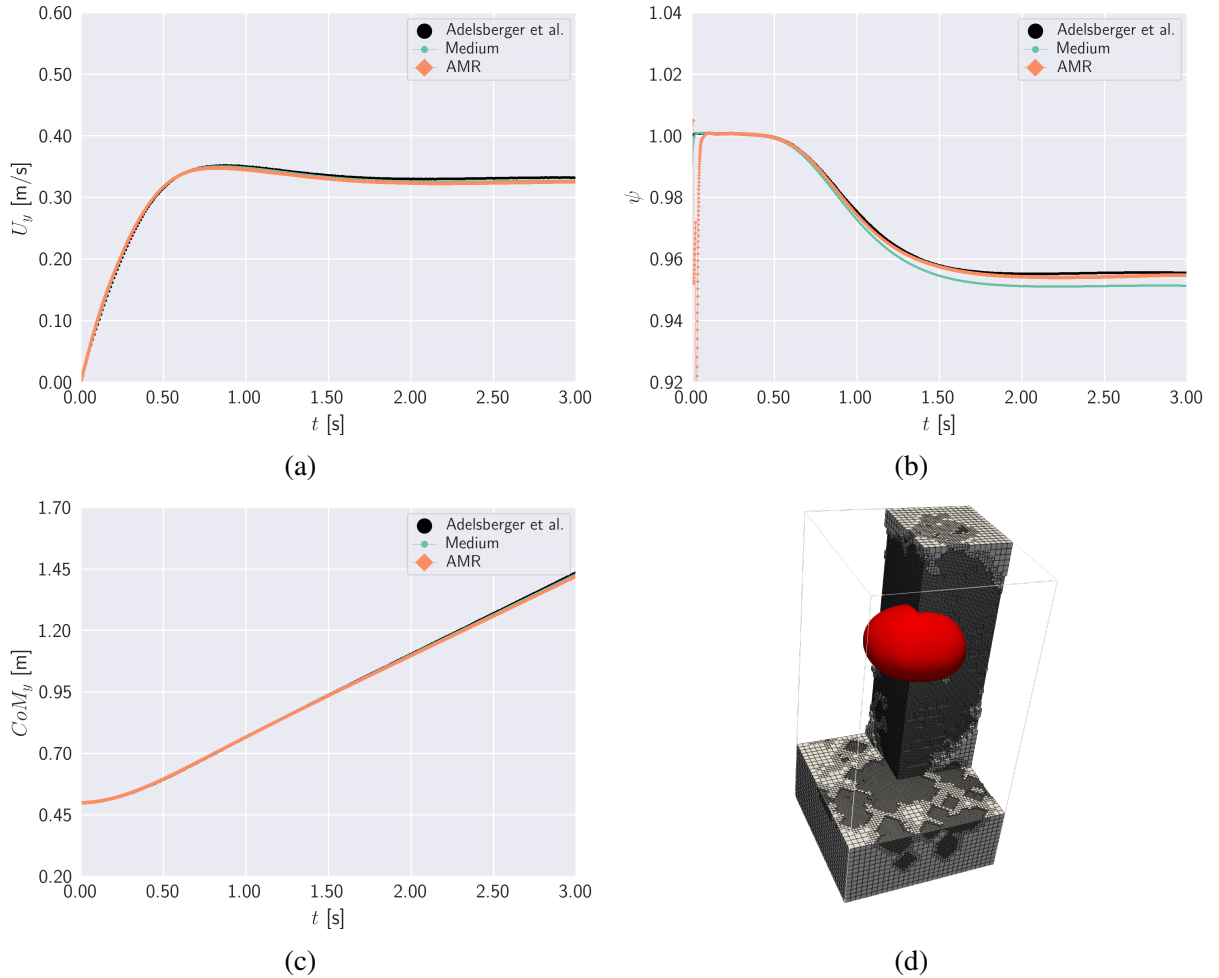 0.60
0.50
0.40
0.30
0.20
0.10
0.00
U_y [m/s]
0.00 0.50 1.00 1.50 2.00 2.50 3.00
t [s]
Adelsberger et al.
Medium
AMR
(a)
1.04
1.02
1.00
0.98
0.96
0.94
0.92
ψ
0.00 0.50 1.00 1.50 2.00 2.50 3.00
t [s]
Adelsberger et al.
Medium
AMR
(b)
1.70
1.45
1.20
0.95
0.70
0.45
0.20
CoM_y [m]
0.00 0.50 1.00 1.50 2.00 2.50 3.00
t [s]
Adelsberger et al.
Medium
AMR
(c)
(d)